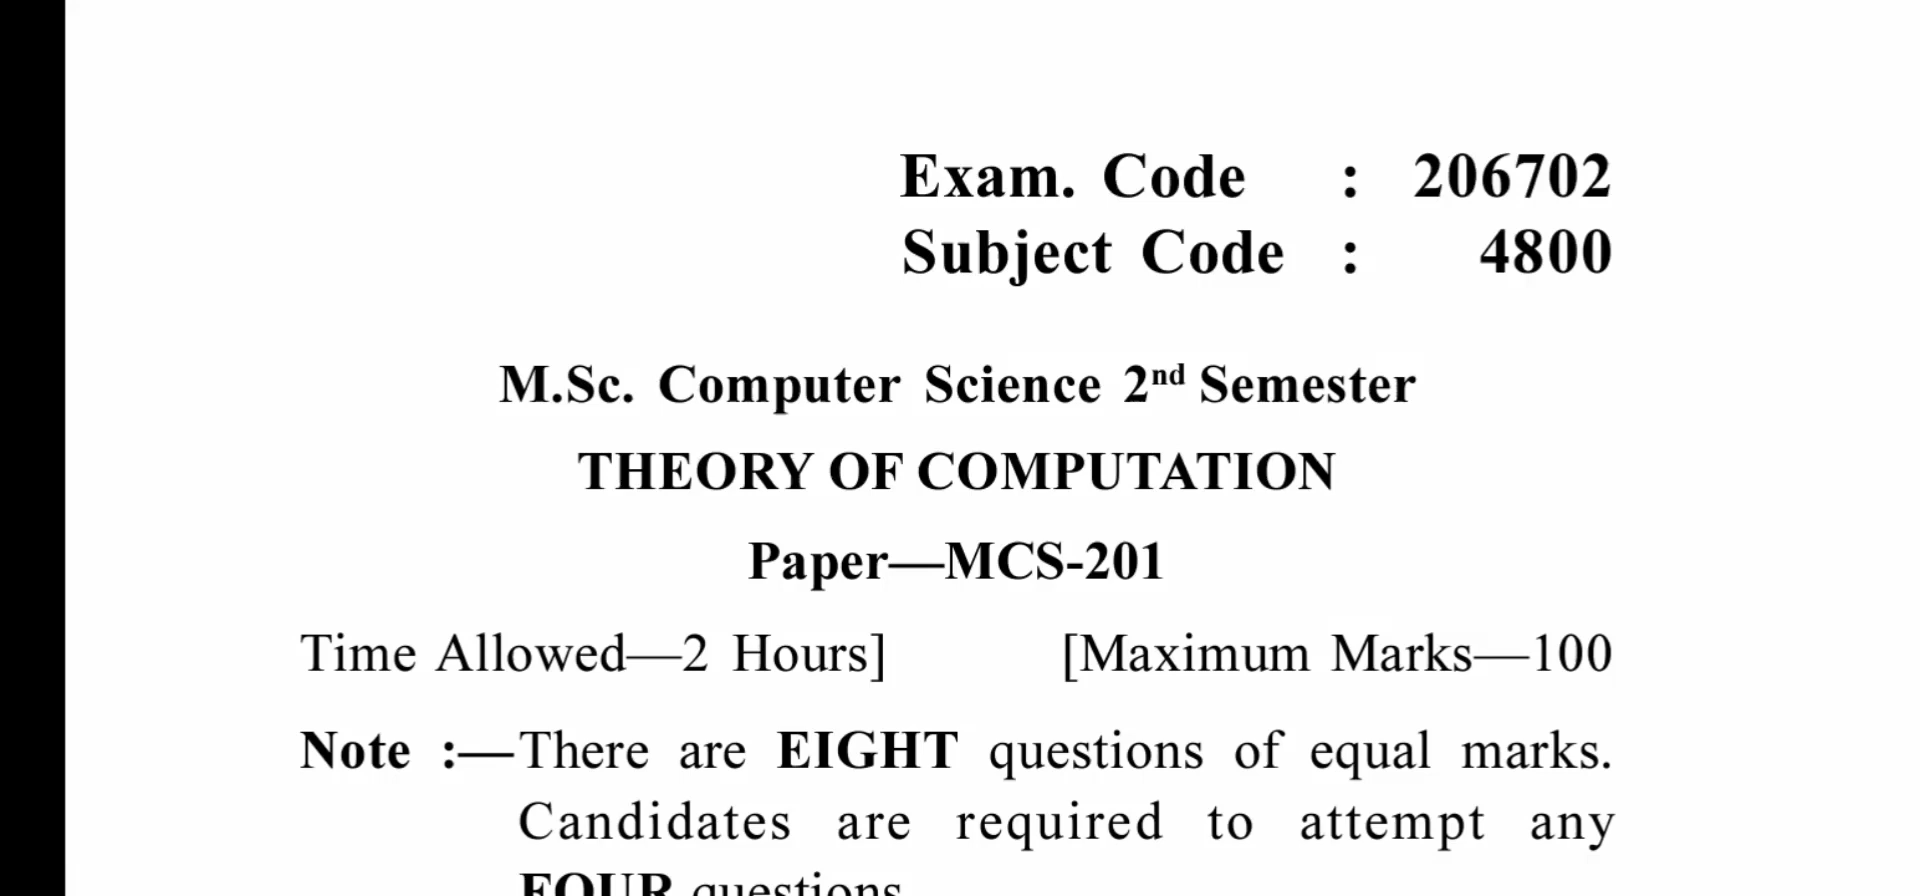 Exam. Code : 206702
Subject Code : 4800
M.Sc. Computer Science 2nd Semester
THEORY OF COMPUTATION
Paper—MCS-201
Time Allowed—2 Hours] [Maximum Marks—100
Note :—There are EIGHT questions of equal marks.
Candidates are required to attempt any
FOUR questions